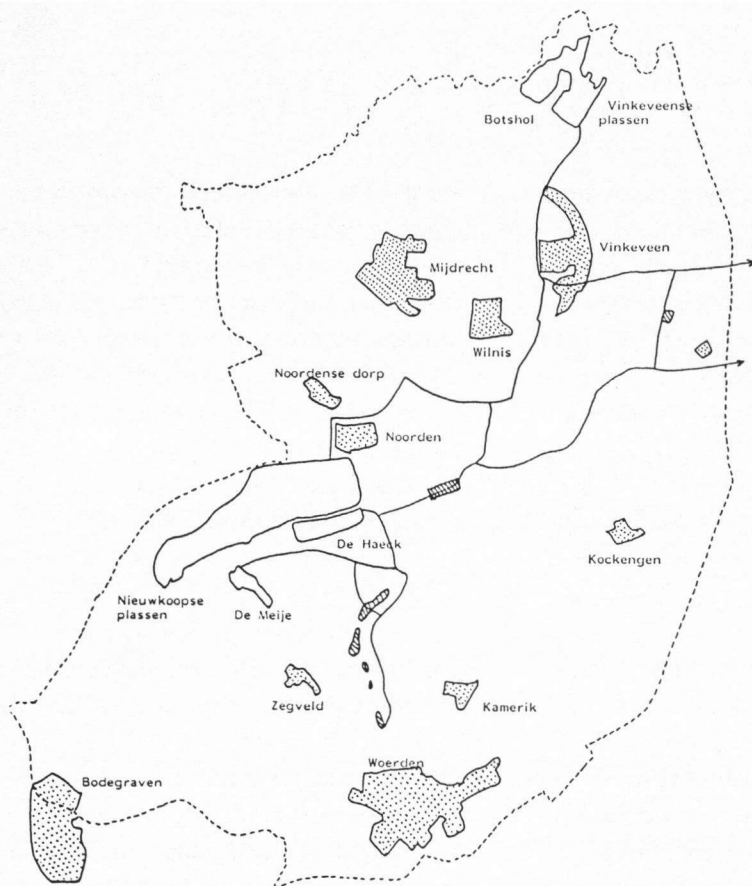 Botshol
Vinkeveense
plassen
Vinkeveen
Mijdrecht
Wilnis
Noordense dorp
Noorden
De Haeck
Kockengen
Nieuwkoopse
plassen
De Meije
Zegveld
Kamerik
Woerden
Bodegraven